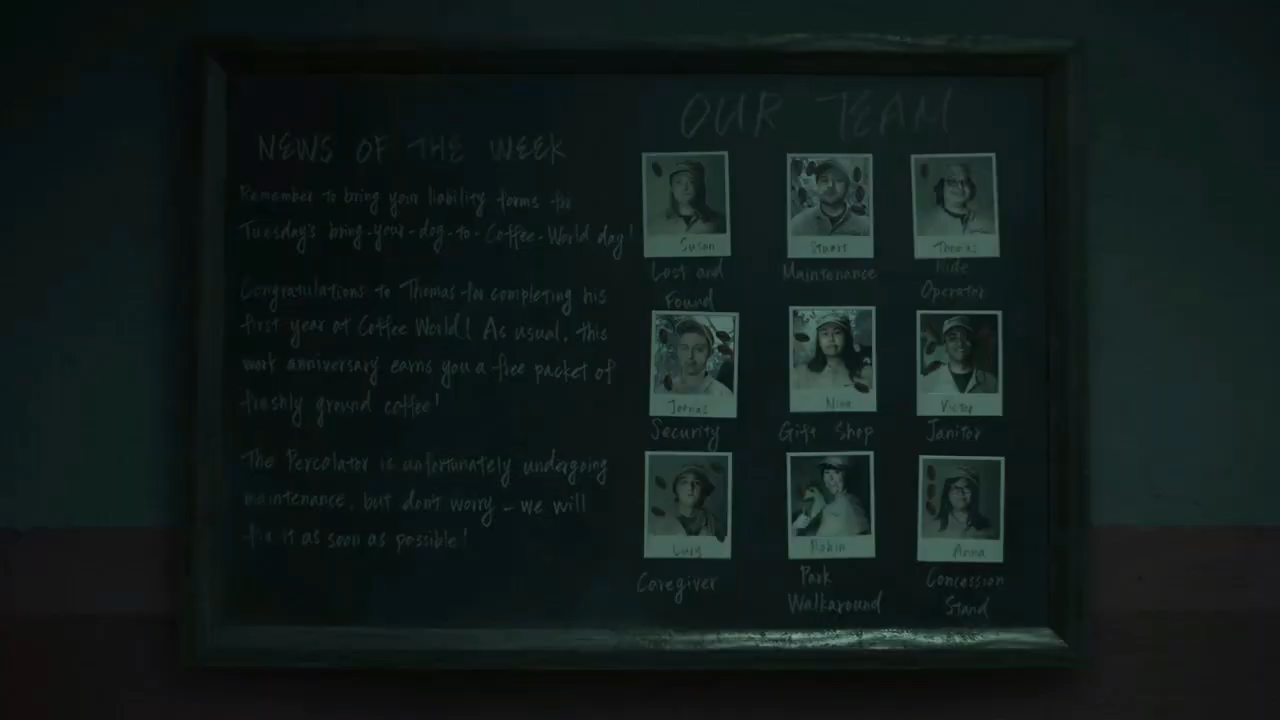 NEWS OF THE WEEK
Remember to bring your liability forms for
Tuesday's bring-your-dog-to-Coffee-World day!
Congratulations to Thomas for completing his
first year at Coffee World! As usual, this
work anniversary earns you a free packet of
freshly ground coffee!
The Percolator is unfortunately undergoing
maintenance, but don't worry - we will
fix it as soon as possible!
OUR TEAM
Susan
Lost and
Found
Stuart
Maintenance
Thomas
Ride
Operator
Security
Nina
Gift Shop
Victor
Janitor
Lucy
Caregiver
Robin
Park
Walkaround
Anna
Concession
Stand